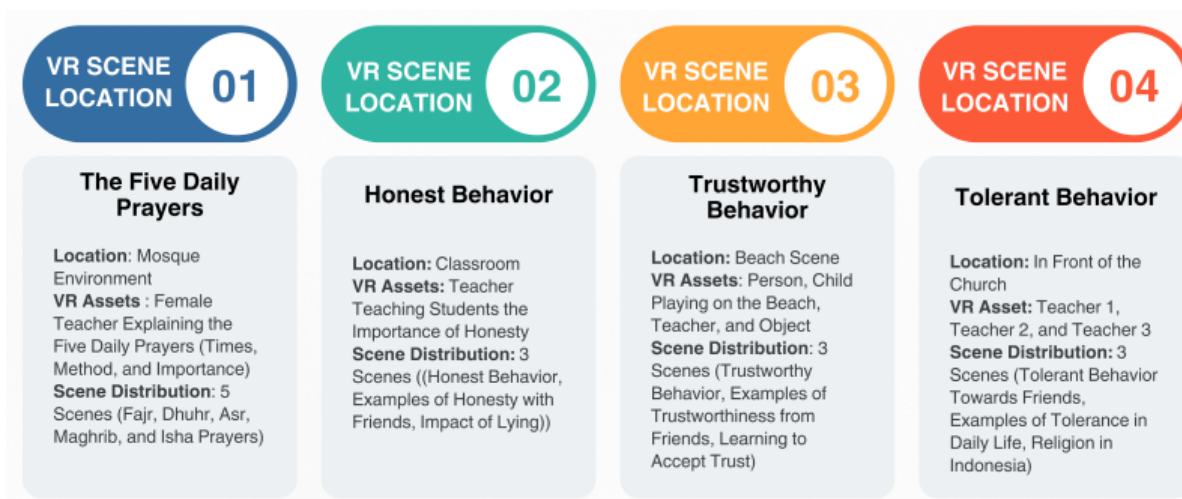 VR SCENE
LOCATION
01
The Five Daily
Prayers
Location: Mosque
Environment
VR Assets : Female
Teacher Explaining the
Five Daily Prayers (Times,
Method, and Importance)
Scene Distribution: 5
Scenes (Fajr, Dhuhr, Asr,
Maghrib, and Isha Prayers)
VR SCENE
LOCATION
02
Honest Behavior
Location: Classroom
VR Assets: Teacher
Teaching Students the
Importance of Honesty
Scene Distribution: 3
Scenes ((Honest Behavior,
Examples of Honesty with
Friends, Impact of Lying))
VR SCENE
LOCATION
03
Trustworthy
Behavior
Location: Beach Scene
VR Assets: Person, Child
Playing on the Beach,
Teacher, and Object
Scene Distribution: 3
Scenes (Trustworthy
Behavior, Examples of
Trustworthiness from
Friends, Learning to
Accept Trust)
VR SCENE
LOCATION
04
Tolerant Behavior
Location: In Front of the
Church
VR Asset: Teacher 1,
Teacher 2, and Teacher 3
Scene Distribution: 3
Scenes (Tolerant Behavior
Towards Friends,
Examples of Tolerance in
Daily Life, Religion in
Indonesia)